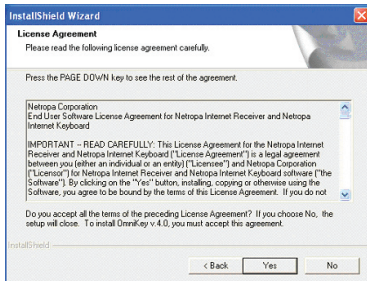 InstallShield Wizard
License Agreement
Please read the following license agreement carefully.
Press the PAGE DOWN key to see the rest of the agreement.
Netropa Corporation
End User Software License Agreement for Netropa Internet Receiver and Netropa
Internet Keyboard
IMPORTANT -- READ CAREFULLY: This License Agreement for the Netropa Internet
Receiver and Netropa Internet Keyboard ("License Agreement") is a legal agreement
between you (either an individual or an entity) ("Licensee") and Netropa Corporation
("Licensor") for Netropa Internet Receiver and Netropa Internet Keyboard software ("the
Software"). By clicking on the "Yes" button, installing, copying or otherwise using the
Software, you agree to be bound by the terms of this License Agreement. If you do not
Do you accept all the terms of the preceding License Agreement? If you choose No, the
setup will close. To install OmniKey v.4.0, you must accept this agreement.
InstallShield
< Back Yes No